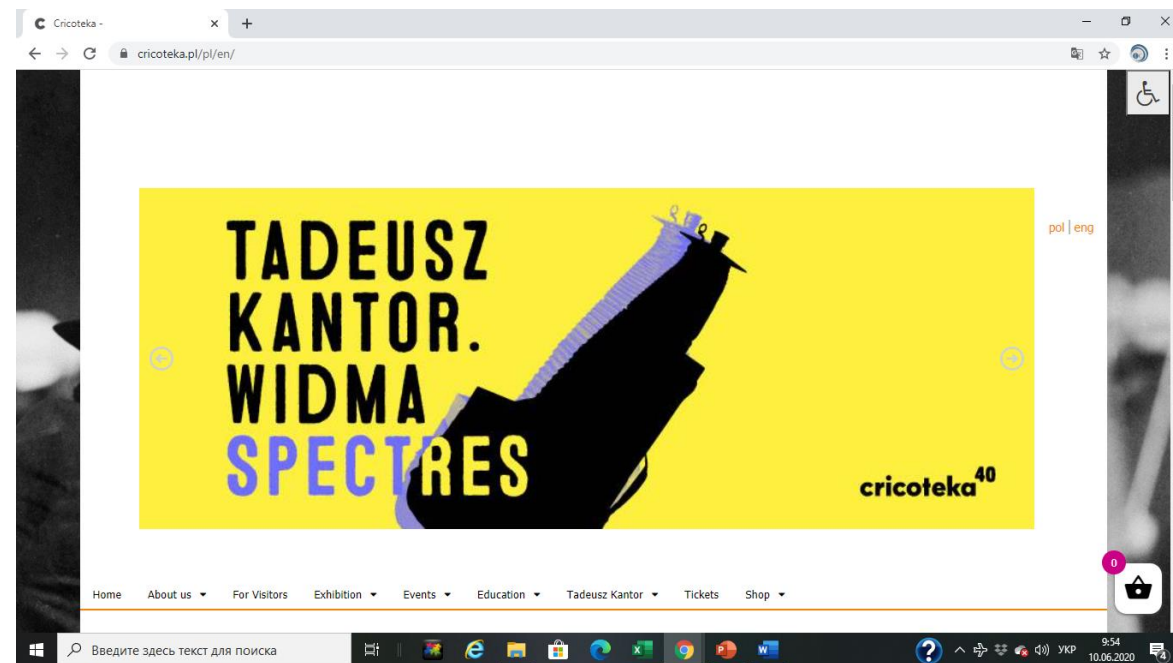 Cricoteka -
cricoteka.pl/pl/en/
TADEUSZ
KANTOR.
WIDMA
SPECTRES
cricoteka40
pol | eng
0
Home About us For Visitors Exhibition Events Education Tadeusz Kantor Tickets Shop
Введите здесь текст для поиска
УКР
9:54
10.06.2020
4